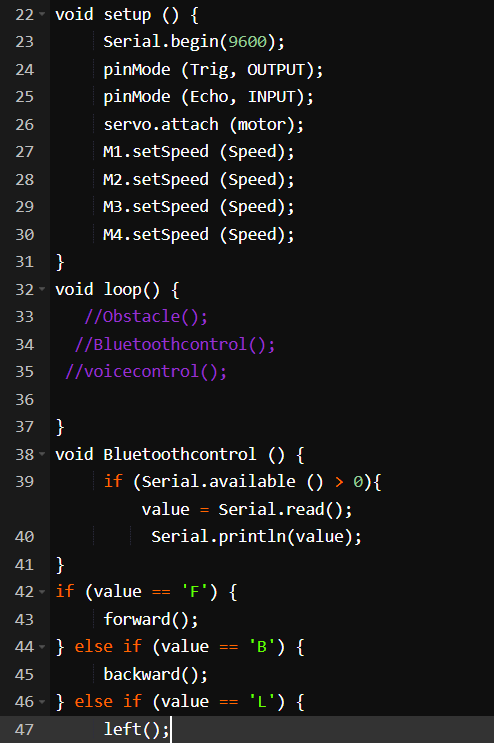 22 void setup () {
23 Serial.begin(9600);
24 pinMode (Trig, OUTPUT);
25 pinMode (Echo, INPUT);
26 servo.attach (motor);
27 M1.setSpeed (Speed);
28 M2.setSpeed (Speed);
29 M3.setSpeed (Speed);
30 M4.setSpeed (Speed);
31 }
32 void loop() {
33 //Obstacle();
34 //Bluetoothcontrol();
35 //voicecontrol();
36
37 }
38 void Bluetoothcontrol () {
39 if (Serial.available () > 0){
value = Serial.read();
40 Serial.println(value);
41 }
42 if (value == 'F') {
43 forward();
44 } else if (value == 'B') {
45 backward();
46 } else if (value == 'L') {
47 left();